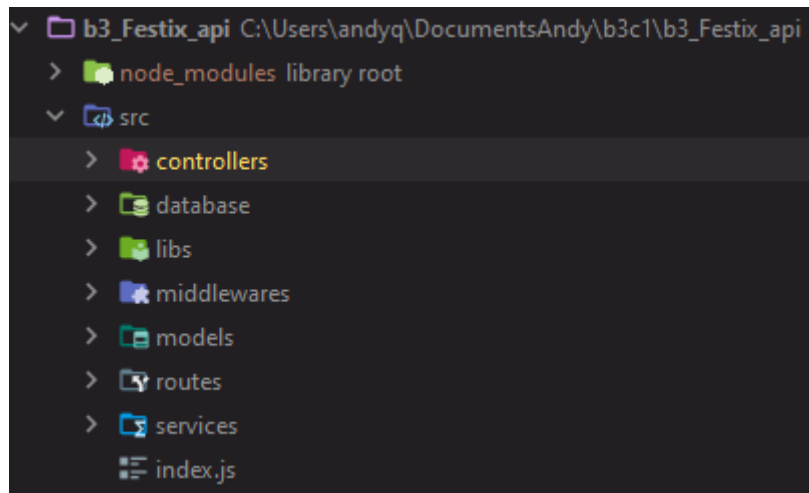 b3_Festix_api C:\Users\andyq\DocumentsAndy\b3c1\b3_Festix_api
node_modules library root
src
controllers
database
libs
middlewares
models
routes
services
index.js